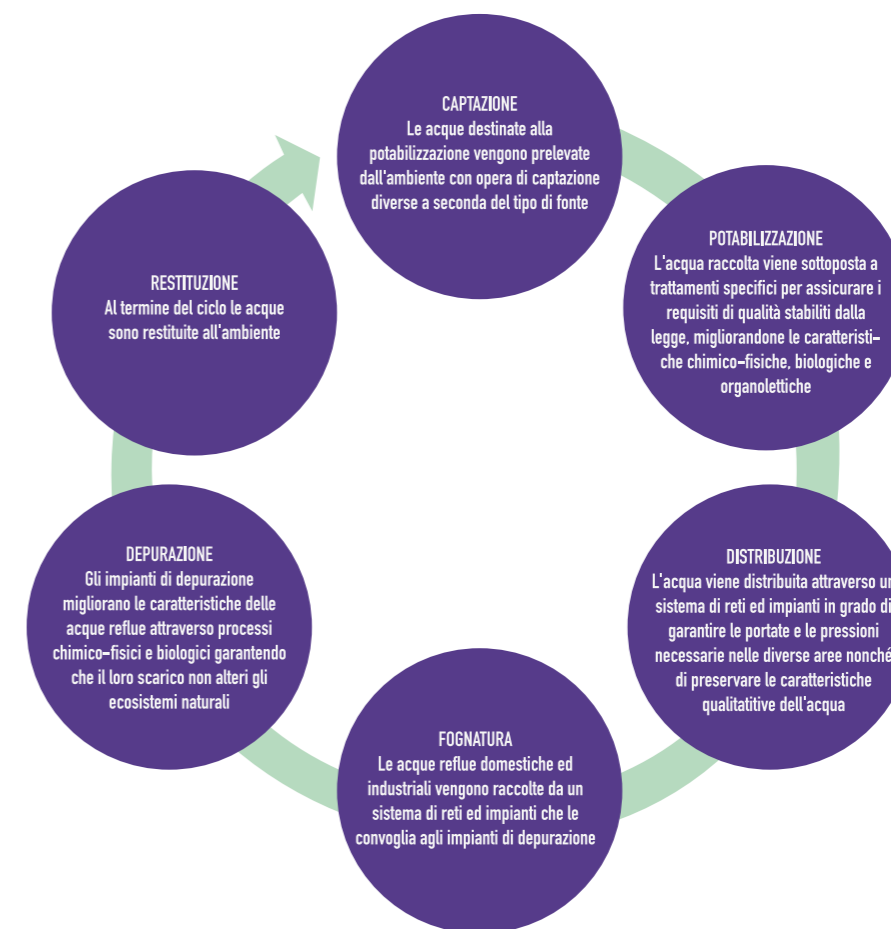 CAPTAZIONE
Le acque destinate alla
potabilizzazione vengono prelevate
dall'ambiente con opera di captazione
diverse a seconda del tipo di fonte
POTABILIZZAZIONE
L'acqua raccolta viene sottoposta a
trattamenti specifici per assicurare i
requisiti di qualità stabiliti dalla
legge, migliorandone le caratteristi-
che chimico-fisiche, biologiche e
organolettiche
DISTRIBUZIONE
L'acqua viene distribuita attraverso un
sistema di reti ed impianti in grado di
garantire le portate e le pressioni
necessarie nelle diverse aree nonché
di preservare le caratteristiche
qualitatitive dell'acqua
FOGNATURA
Le acque reflue domestiche ed
industriali vengono raccolte da un
sistema di reti ed impianti che le
convoglia agli impianti di depurazione
DEPURAZIONE
Gli impianti di depurazione
migliorano le caratteristiche delle
acque reflue attraverso processi
chimico-fisici e biologici garantendo
che il loro scarico non alteri gli
ecosistemi naturali
RESTITUZIONE
Al termine del ciclo le acque
sono restituite all'ambiente